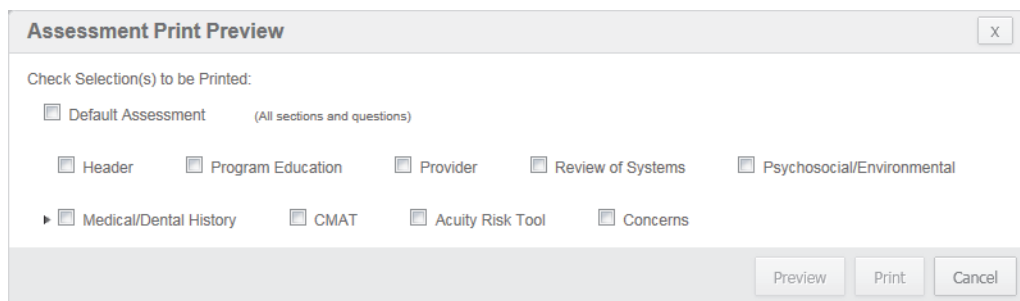 Assessment Print Preview X
Check Selection(s) to be Printed:
Default Assessment (All sections and questions)
Header Program Education Provider Review of Systems Psychosocial/Environmental
Medical/Dental History CMAT Acuity Risk Tool Concerns
Preview Print Cancel